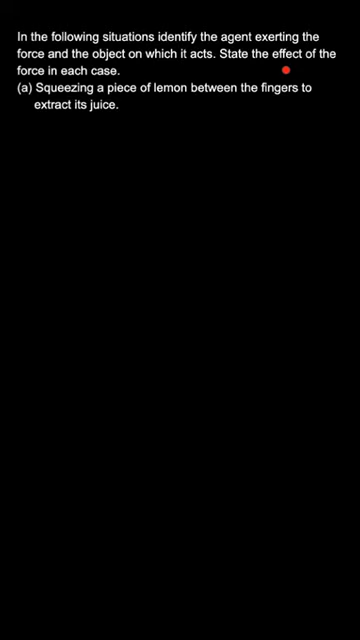 In the following situations identify the agent exerting the
force and the object on which it acts. State the effect of the
force in each case.
(a) Squeezing a piece of lemon between the fingers to
extract its juice.